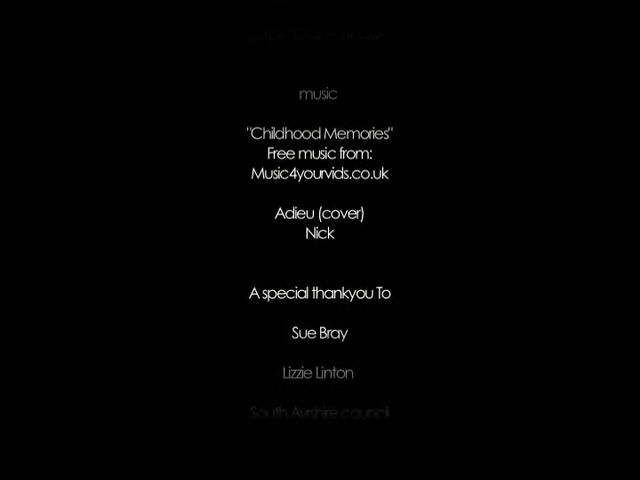 music
"Childhood Memories"
Free music from:
Music4yourvids.co.uk
Adieu (cover)
Nick
A special thankyou To
Sue Bray
Lizzie Linton
South Ayrshire council